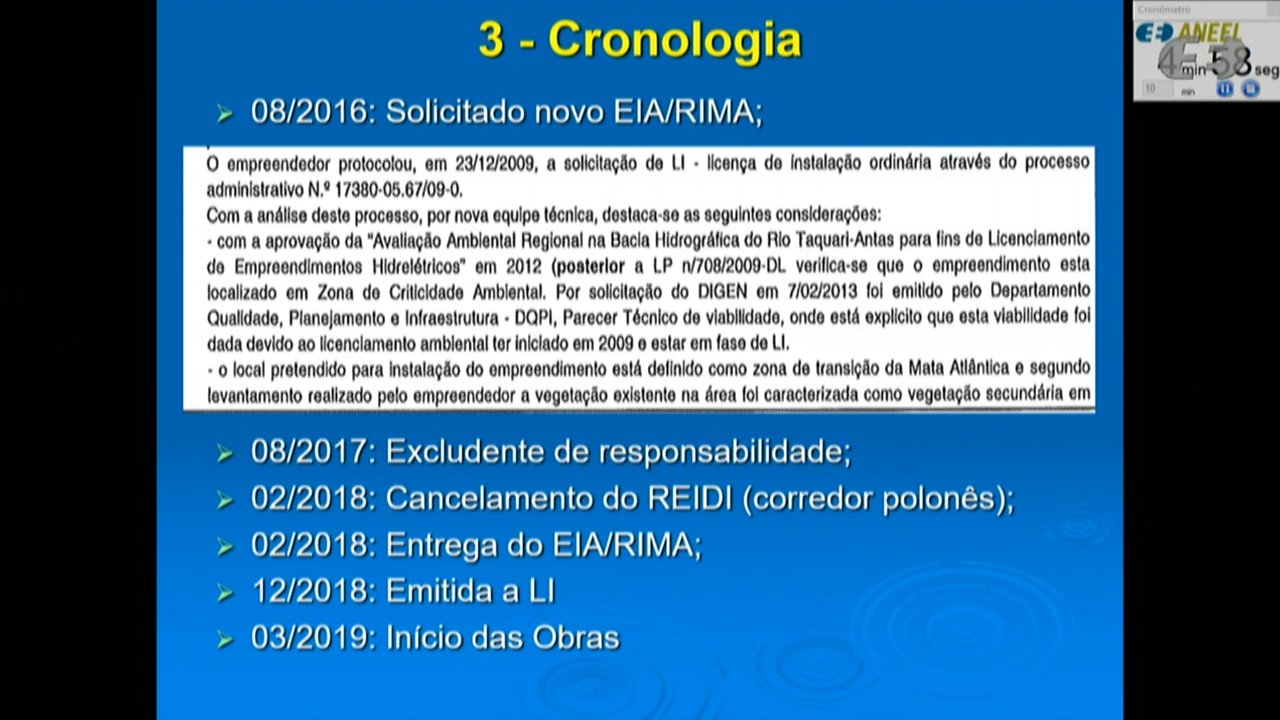 3 - Cronologia
08/2016: Solicitado novo EIA/RIMA;
O empreendedor protocolou, em 23/12/2009, a solicitação de LI - licença de instalação ordinária através do processo
administrativo N.º 17380-05.67/09-0.
Com a análise deste processo, por nova equipe técnica, destaca-se as seguintes considerações:
- com a aprovação da "Avaliação Ambiental Regional na Bacia Hidrográfica do Rio Taquari-Antas para fins de Licenciamento
de Empreendimentos Hidrelétricos" em 2012 (posterior a LP n/708/2009-DL verifica-se que o empreendimento esta
localizado em Zona de Criticidade Ambiental. Por solicitação do DIGEN em 7/02/2013 foi emitido pelo Departamento
Qualidade, Planejamento e Infraestrutura - DQPI, Parecer Técnico de viabilidade, onde está explícito que esta viabilidade foi
dada devido ao licenciamento ambiental ter iniciado em 2009 e estar em fase de LI.
- o local pretendido para instalação do empreendimento está definido como zona de transição da Mata Atlântica e segundo
levantamento realizado pelo empreendedor a vegetação existente na área foi caracterizada como vegetação secundária em
08/2017: Excludente de responsabilidade;
02/2018: Cancelamento do REIDI (corredor polonês);
02/2018: Entrega do EIA/RIMA;
12/2018: Emitida a LI
03/2019: Início das Obras
Cronômetro
ANEEL
4 min 58 seg
10 min